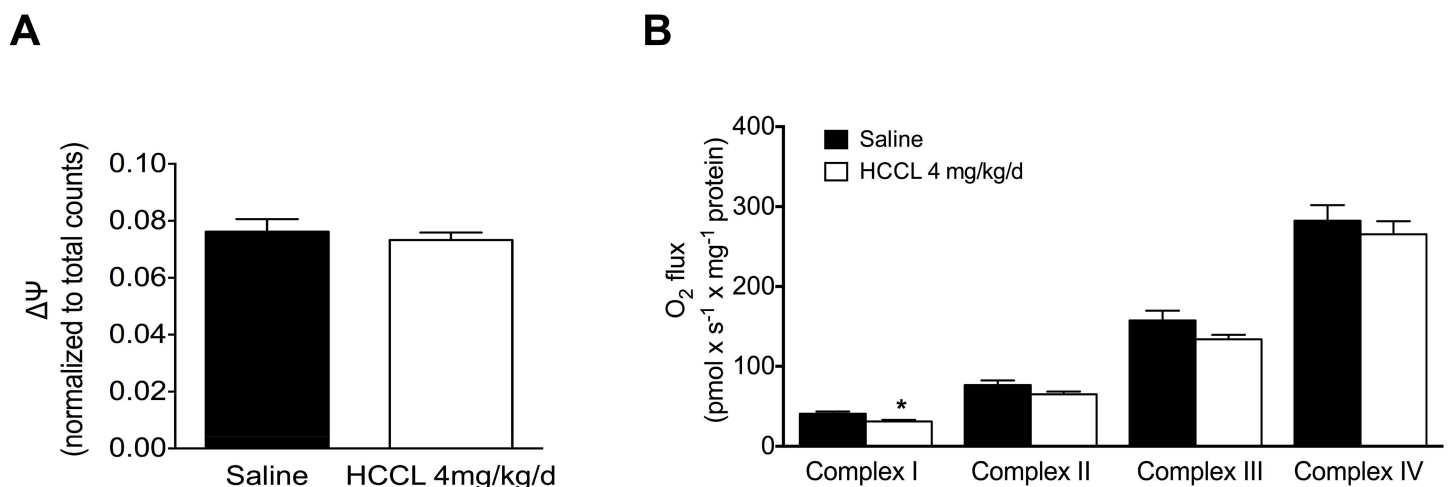 A
ΔΨ
(normalized to total counts)
0.10
0.08
0.06
0.04
0.02
0.00
Saline
HCCL 4mg/kg/d
B
O₂ flux
(pmol x s⁻¹ x mg⁻¹ protein)
400
300
200
100
0
Saline
HCCL 4 mg/kg/d
*
Complex I
Complex II
Complex III
Complex IV